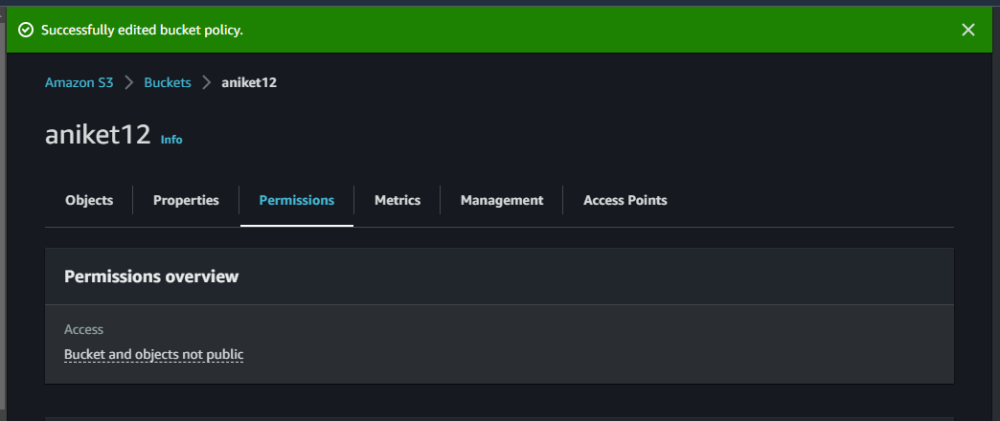 Successfully edited bucket policy.
Amazon S3 Buckets aniket12
aniket12 Info
Objects Properties Permissions Metrics Management Access Points
Permissions overview
Access
Bucket and objects not public